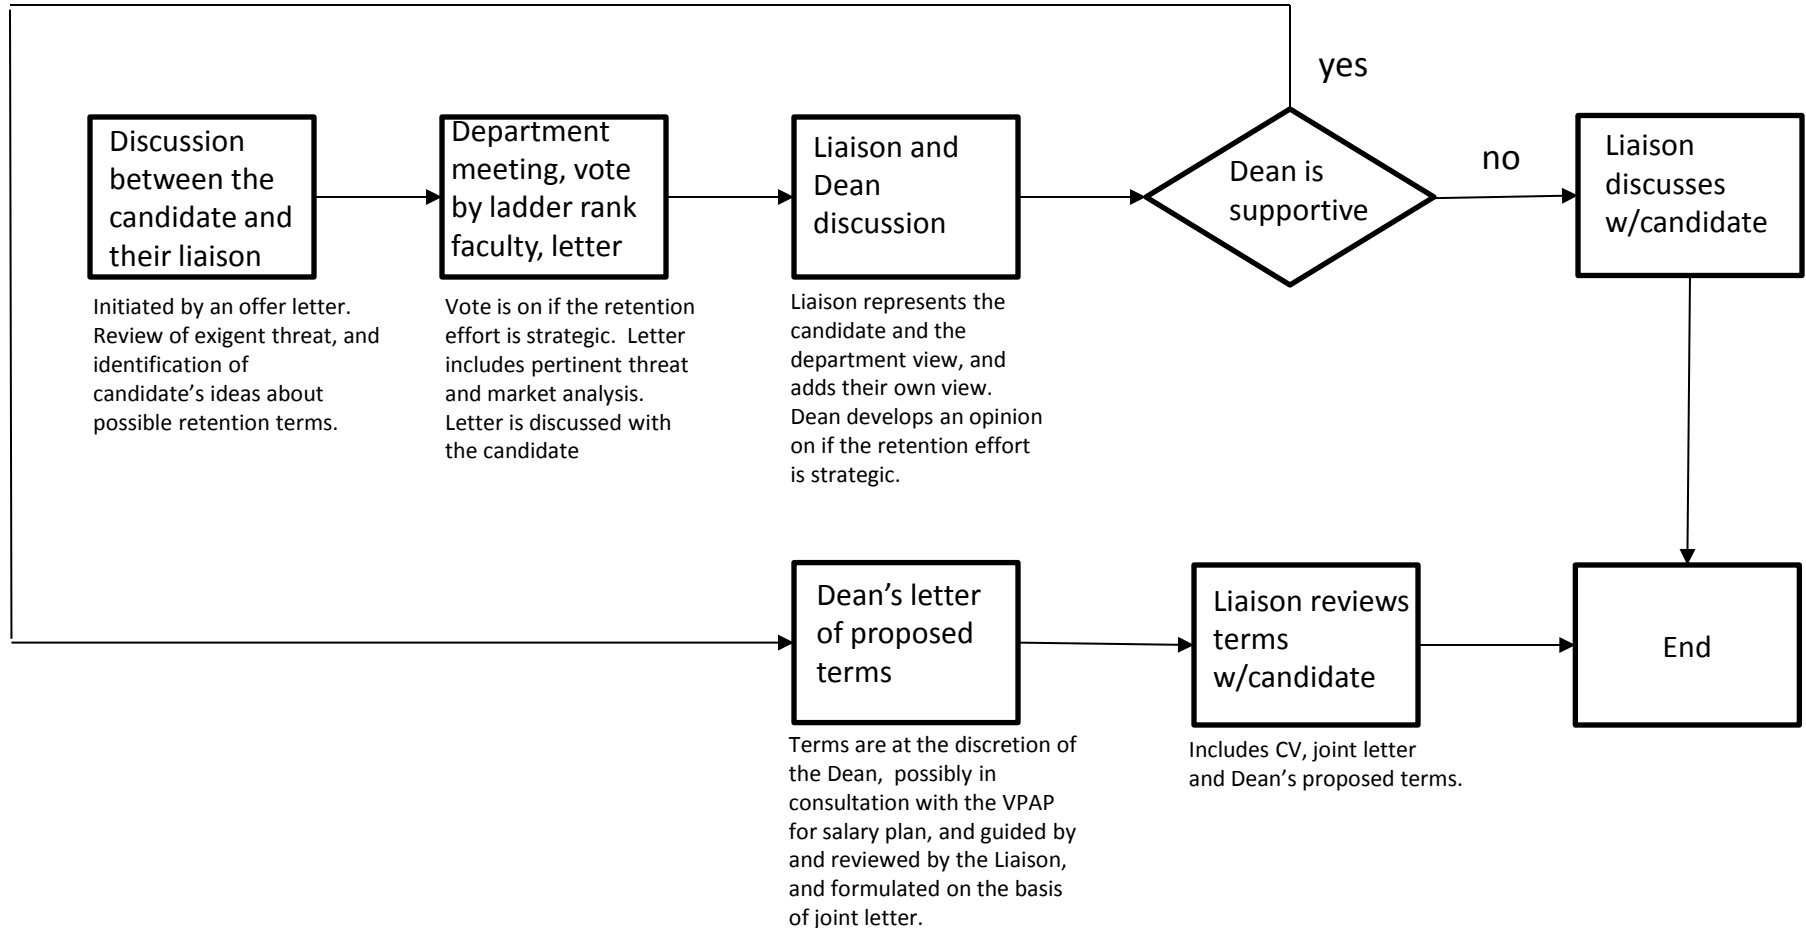 yes
Discussion
between the
candidate and
their liaison
Department
meeting, vote
by ladder rank
faculty, letter
Liaison and
Dean
discussion
Dean is
supportive
no
Liaison
discusses
w/candidate
Initiated by an offer letter.
Review of exigent threat, and
identification of
candidate’s ideas about
possible retention terms.
Vote is on if the retention
effort is strategic.  Letter
includes pertinent threat
and market analysis.
Letter is discussed with
the candidate
Liaison represents the
candidate and the
department view, and
adds their own view.
Dean develops an opinion
on if the retention effort
is strategic.
Dean’s letter
of proposed
terms
Liaison reviews
terms
w/candidate
End
Terms are at the discretion of
the Dean,  possibly in
consultation with the VPAP
for salary plan, and guided by
and reviewed by the Liaison,
and formulated on the basis
of joint letter.
Includes CV, joint letter
and Dean’s proposed terms.